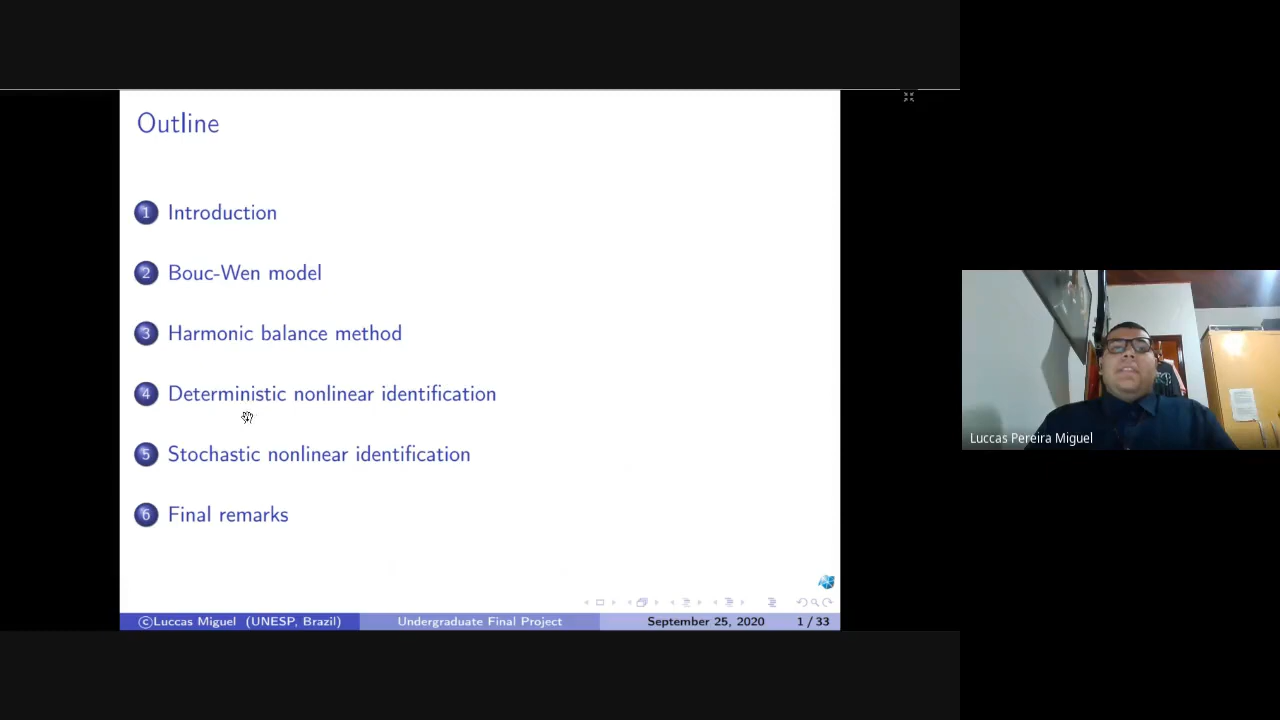 Outline
1 Introduction
2 Bouc-Wen model
3 Harmonic balance method
4 Deterministic nonlinear identification
5 Stochastic nonlinear identification
6 Final remarks
©Luccas Miguel (UNESP, Brazil) Undergraduate Final Project September 25, 2020 1 / 33
Luccas Pereira Miguel